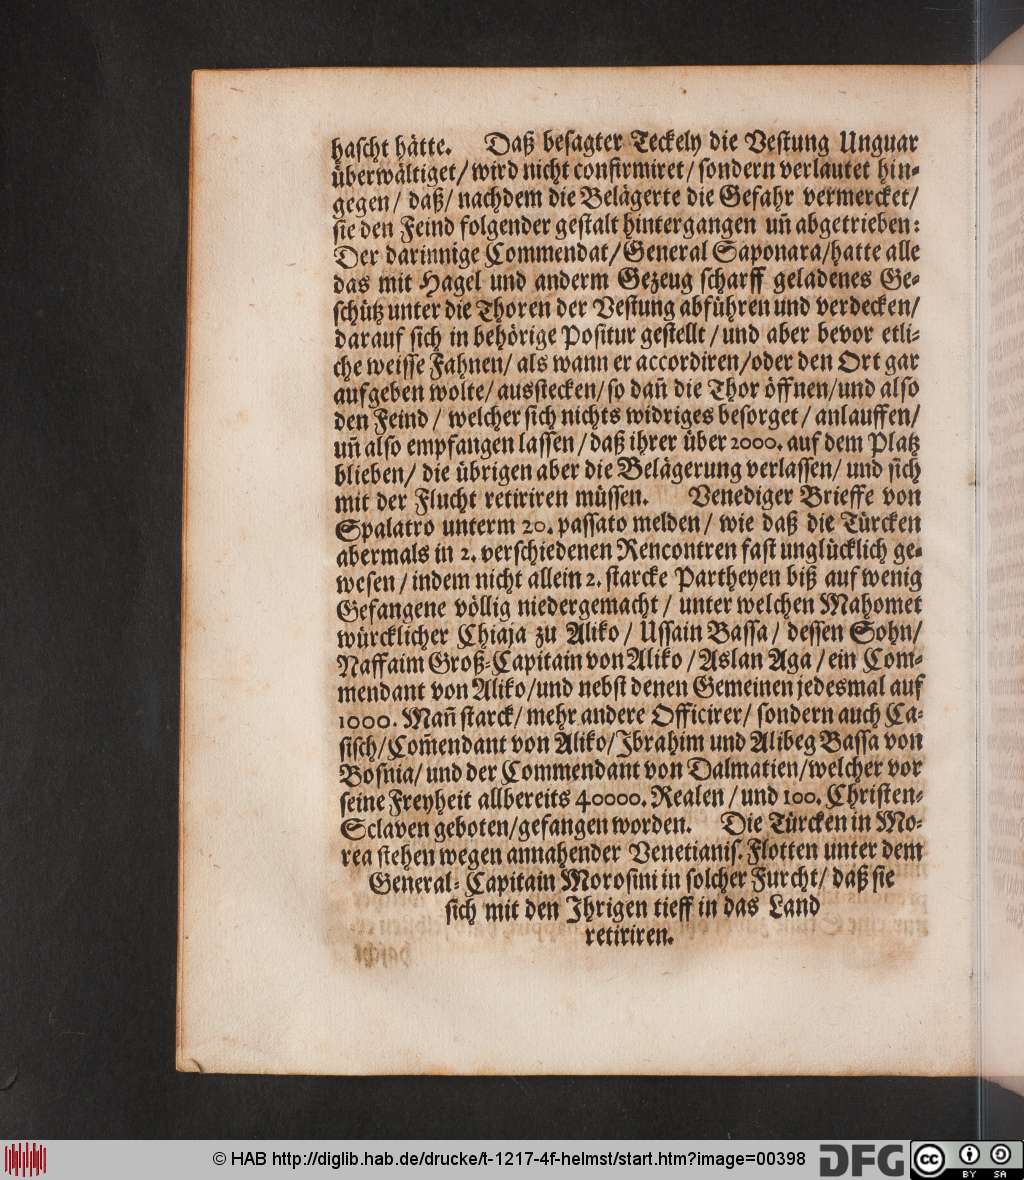 hascht hätte. Daß besagter Teckely die Vestung Unguar
überwältiget/ wird nicht confirmiret/ sondern verlautet hin-
gegen/ daß/ nachdem die Belägerte die Gefahr vermercket/
sie den Feind folgender gestalt hintergangen uñ abgetrieben:
Der darinnige Commendat/ General Saponara/ hatte alle
das mit Hagel und anderm Gezeug scharff geladenes Ge-
schütz unter die Thoren der Vestung abführen und verdecken/
darauf sich in behörige Positur gestellt/ und aber bevor etli-
che weisse Fahnen/ als wann er accordiren/ oder den Ort gar
aufgeben wolte/ ausstecken/ so dañ die Thor öffnen/ und also
den Feind/ welcher sich nichts widriges besorget/ anlauffen/
uñ also empfangen lassen/ daß ihrer über 2000. auf dem Platz
blieben/ die übrigen aber die Belägerung verlassen/ und sich
mit der Flucht retiriren müssen. Venediger Brieffe von
Spalatro unterm 20. passato melden/ wie daß die Türcken
abermals in 2. verschiedenen Rencontren fast unglücklich ge-
wesen/ indem nicht allein 2. starcke Partheyen biß auf wenig
Gefangene völlig niedergemacht/ unter welchen Mahomet
würcklicher Chiaja zu Aliko/ Ussain Bassa/ dessen Sohn/
Naffaim Groß-Capitain von Aliko/ Aslan Aga/ ein Com-
mendant von Aliko/ und nebst denen Gemeinen jedesmal auf
1000. Mañ starck/ mehr andere Officirer/ sondern auch Ca-
sisch/ Com̃endant von Aliko/ Ibrahim und Alibeg Bassa von
Bosnia/ und der Commendant von Dalmatien/ welcher vor
seine Freyheit allbereits 40000. Realen/ und 100. Christen-
Sclaven geboten/ gefangen worden. Die Türcken in Mo-
rea stehen wegen annahender Venetianis. Flotten unter dem
General-Capitain Morosini in solcher Furcht/ daß sie
sich mit den Ihrigen tieff in das Land
retiriren.
© HAB http://diglib.hab.de/drucke/t-1217-4f-helmst/start.htm?image=00398
DFG
cc BY SA